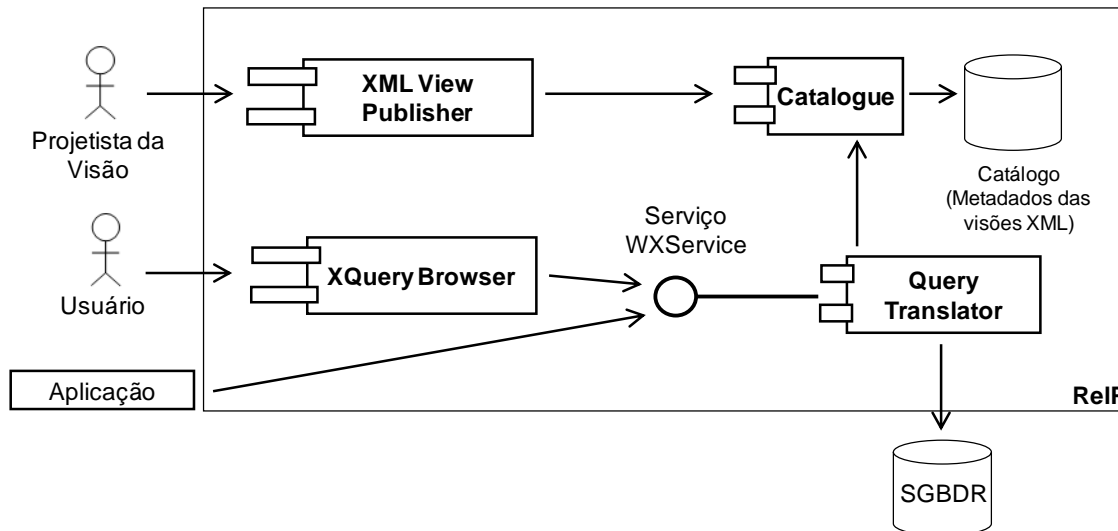 XML View
Publisher
Catalogue
Projetista da
Visão
Catálogo
(Metadados das
visões XML)
Serviço
WXService
XQuery Browser
Query
Translator
Usuário
Aplicação
RelP
SGBDR